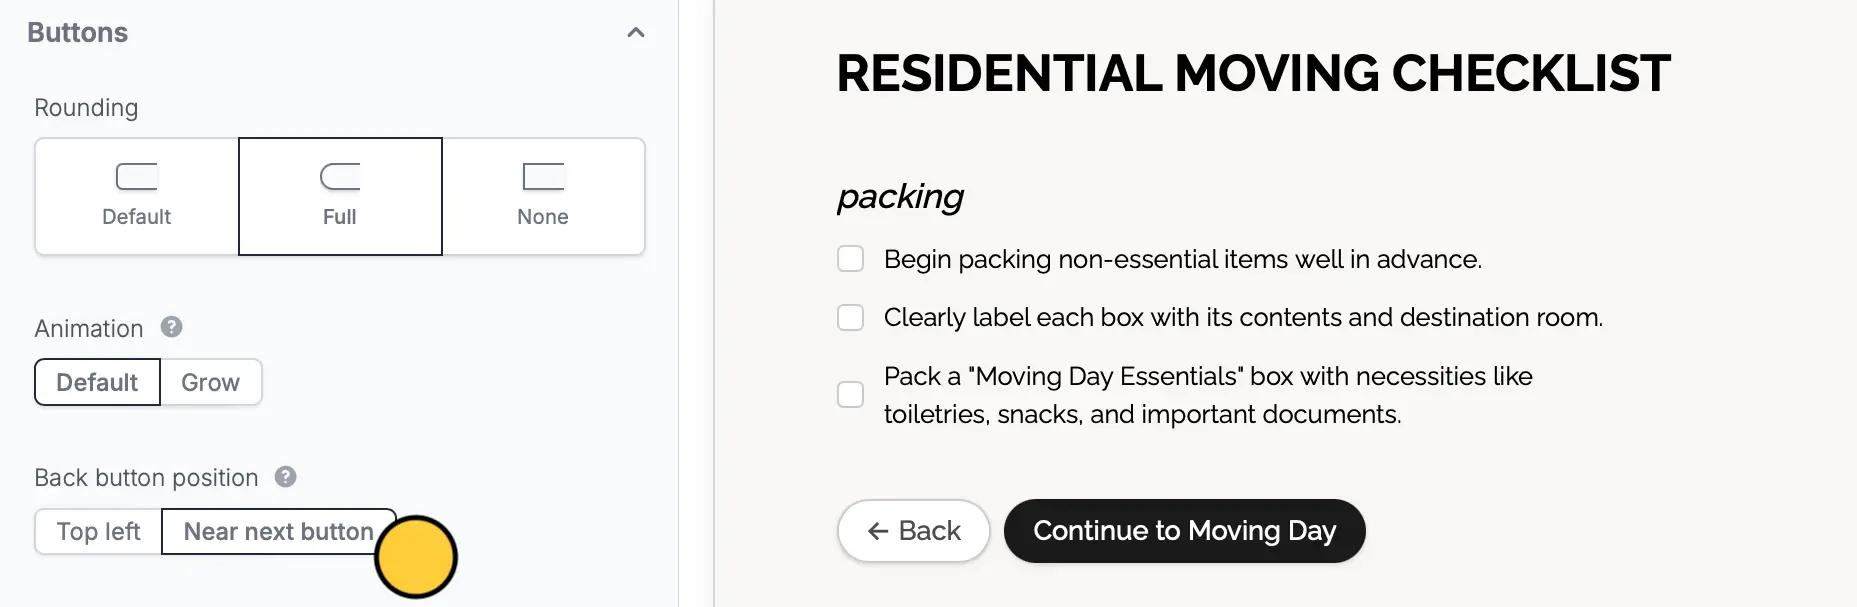 Buttons
Rounding
Default
Full
None
Animation ?
Default
Grow
Back button position ?
Top left
Near next button
RESIDENTIAL MOVING CHECKLIST
packing
Begin packing non-essential items well in advance.
Clearly label each box with its contents and destination room.
Pack a "Moving Day Essentials" box with necessities like
toiletries, snacks, and important documents.
← Back
Continue to Moving Day